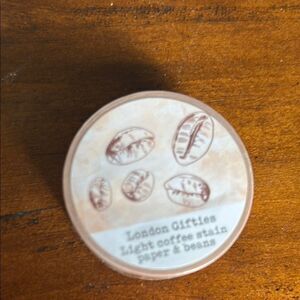 London Gifties
Light coffee stain
paper & beans